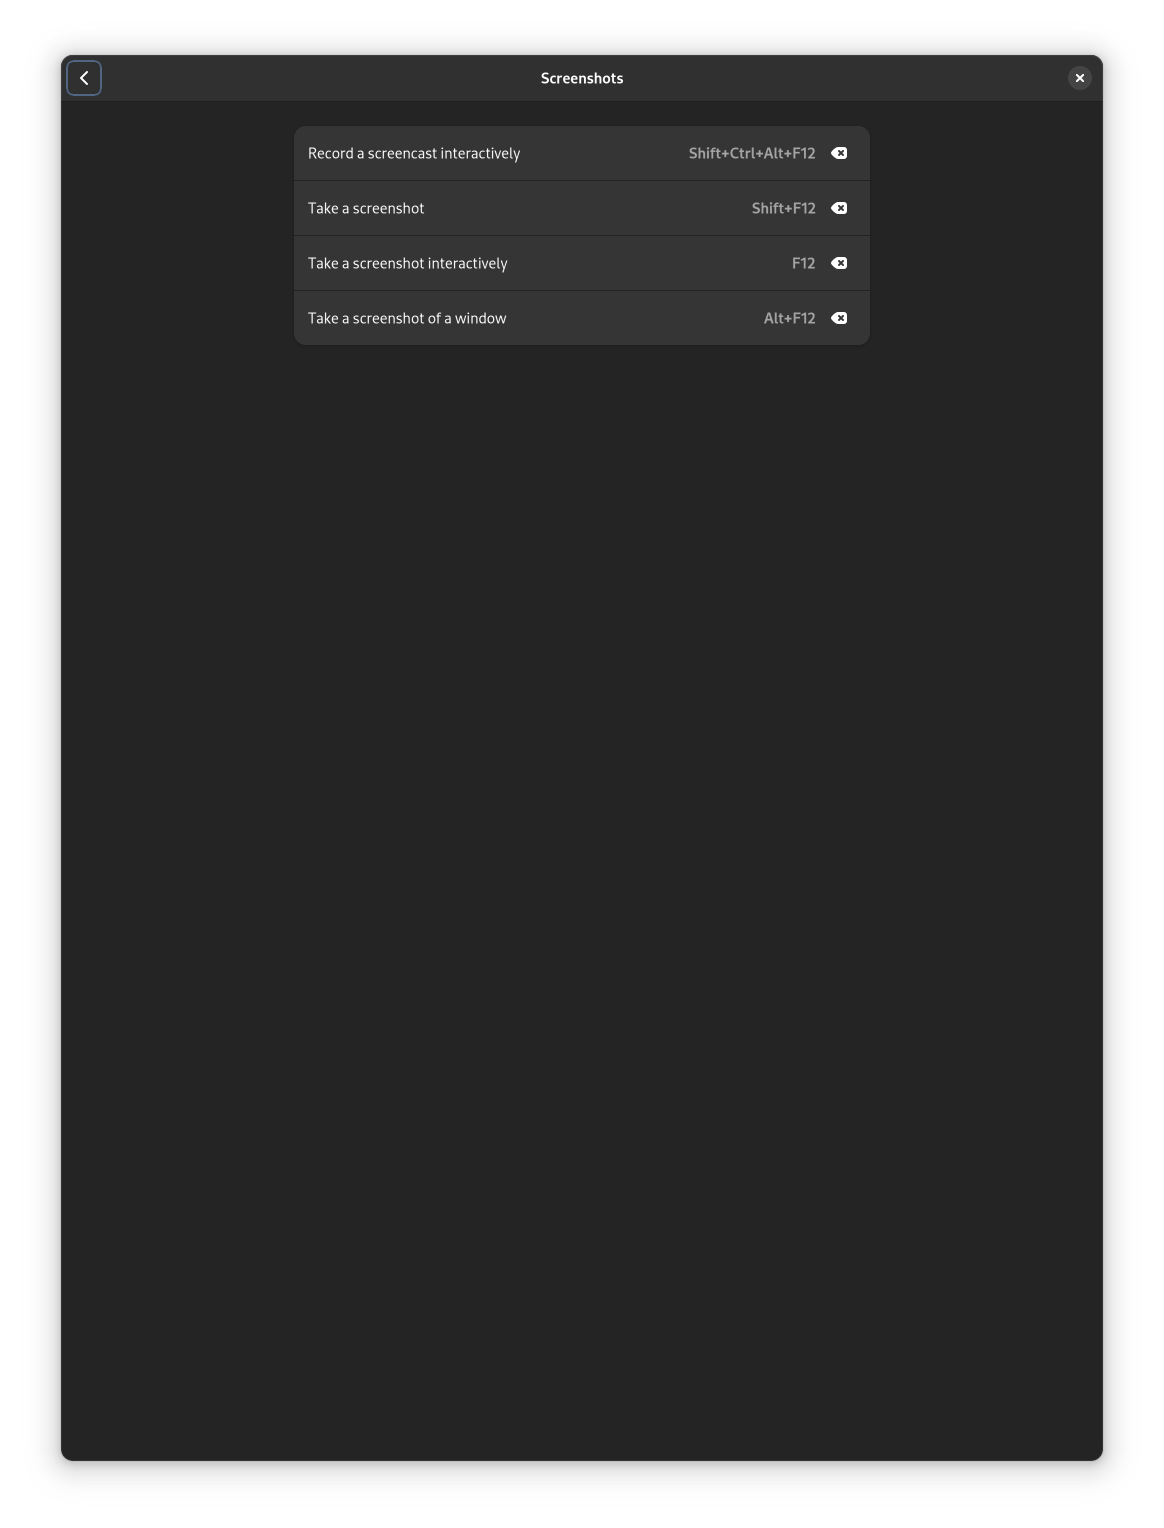 Screenshots
Record a screencast interactively Shift+Ctrl+Alt+F12
Take a screenshot Shift+F12
Take a screenshot interactively F12
Take a screenshot of a window Alt+F12